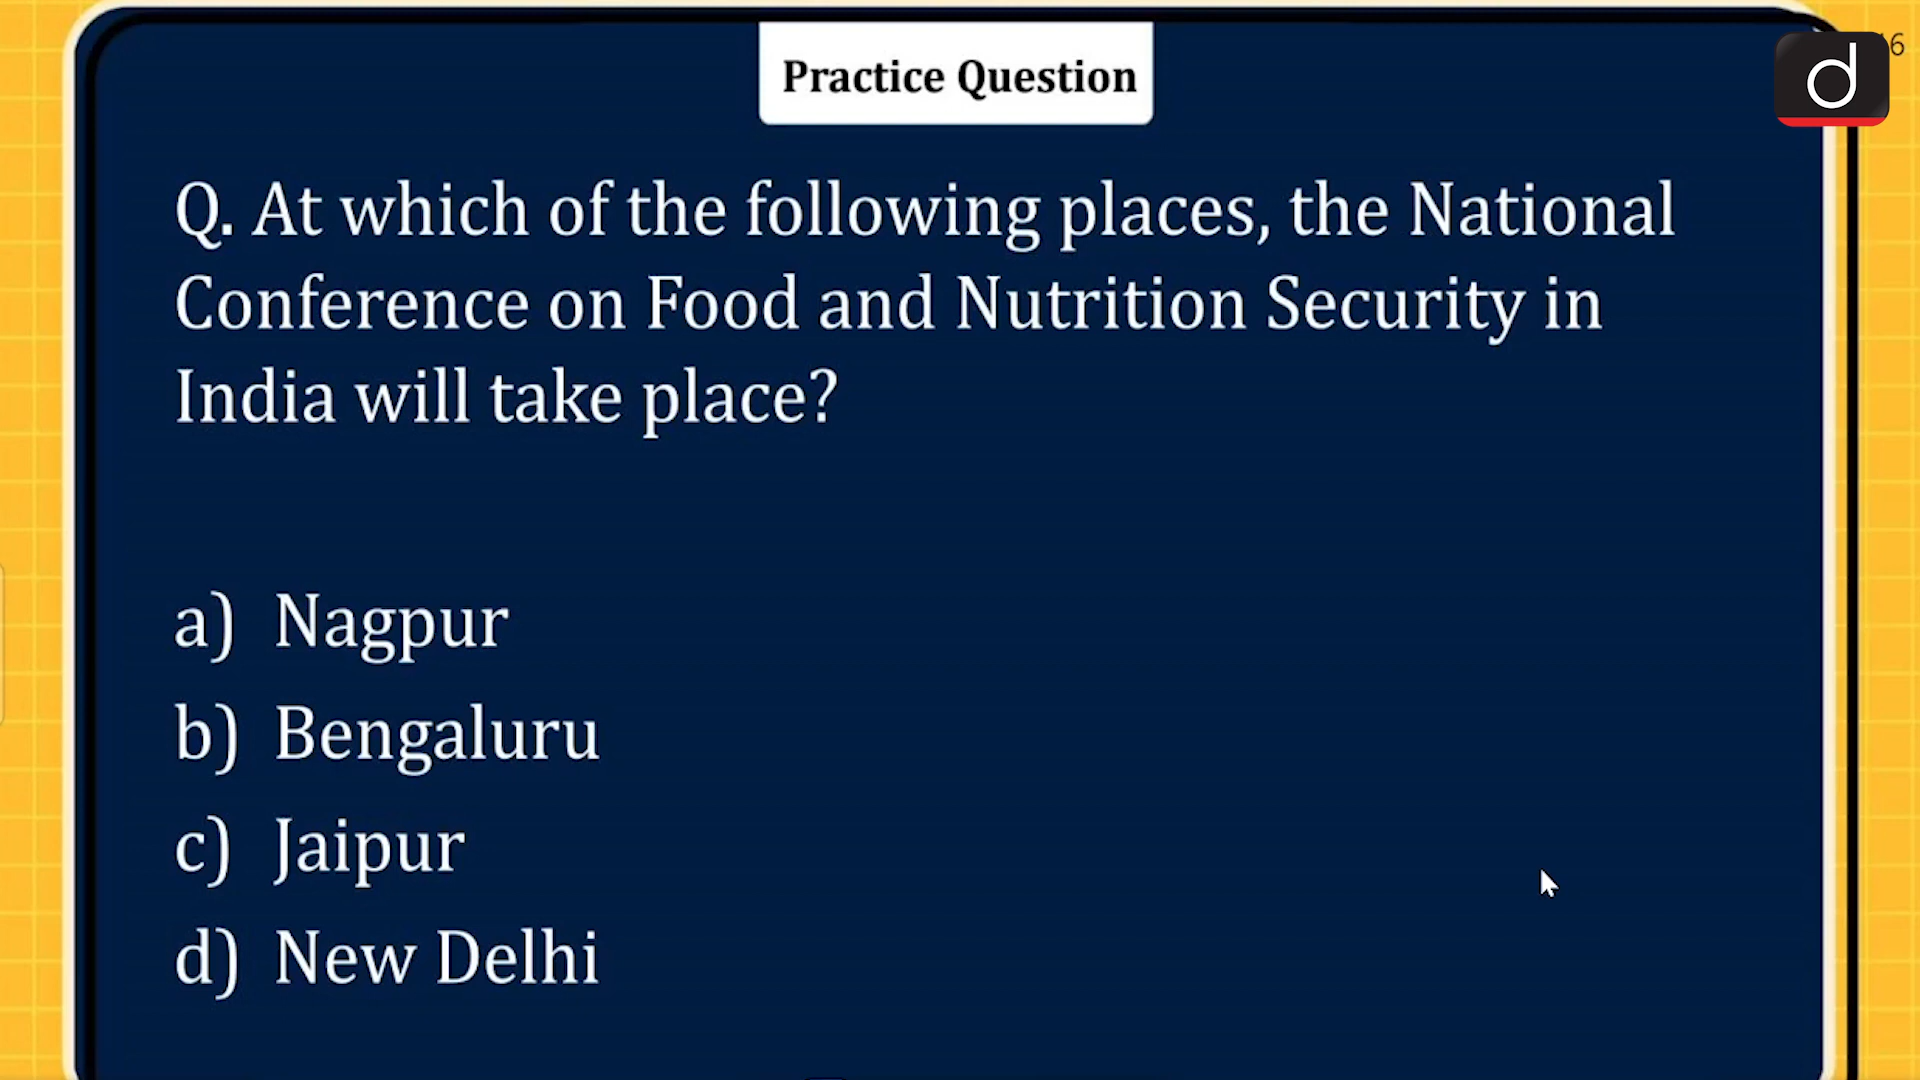 Practice Question
Q. At which of the following places, the National
Conference on Food and Nutrition Security in
India will take place?
a) Nagpur
b) Bengaluru
c) Jaipur
d) New Delhi
d